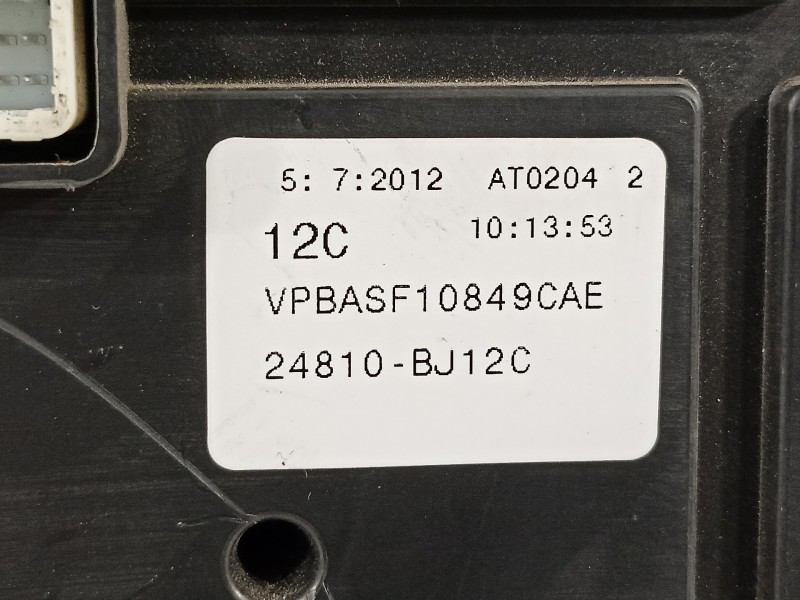 5: 7:2012 AT0204 2
12C 10:13:53
VPBASF10849CAE
24810-BJ12C